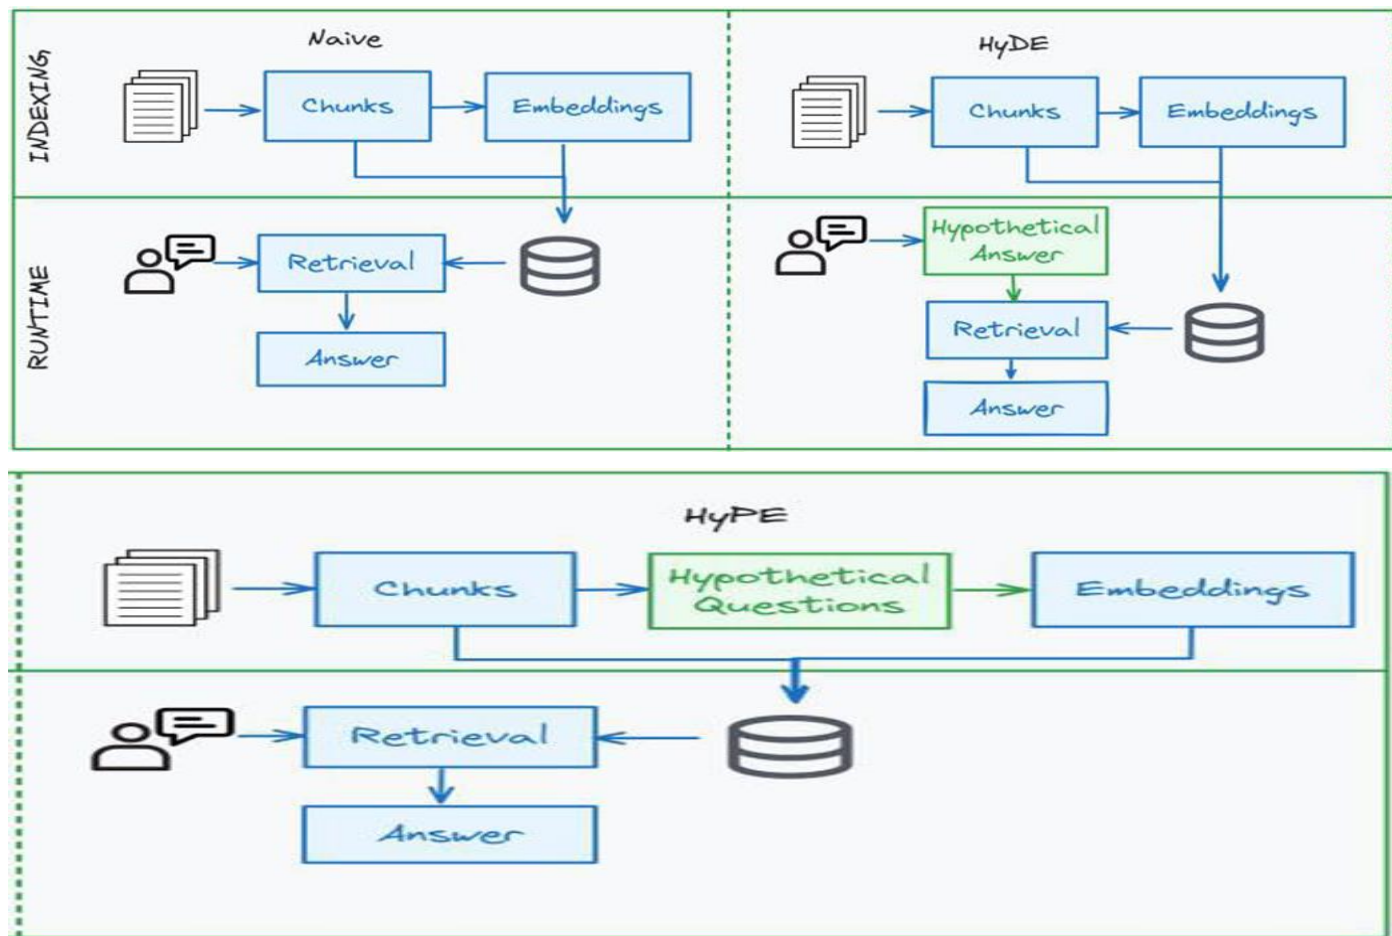 Naive
HyDE
INDEXING
Chunks
Embeddings
Chunks
Embeddings
RUNTIME
Retrieval
Answer
Hypothetical
Answer
Retrieval
Answer
HyPE
Chunks
Hypothetical
Questions
Embeddings
Retrieval
Answer